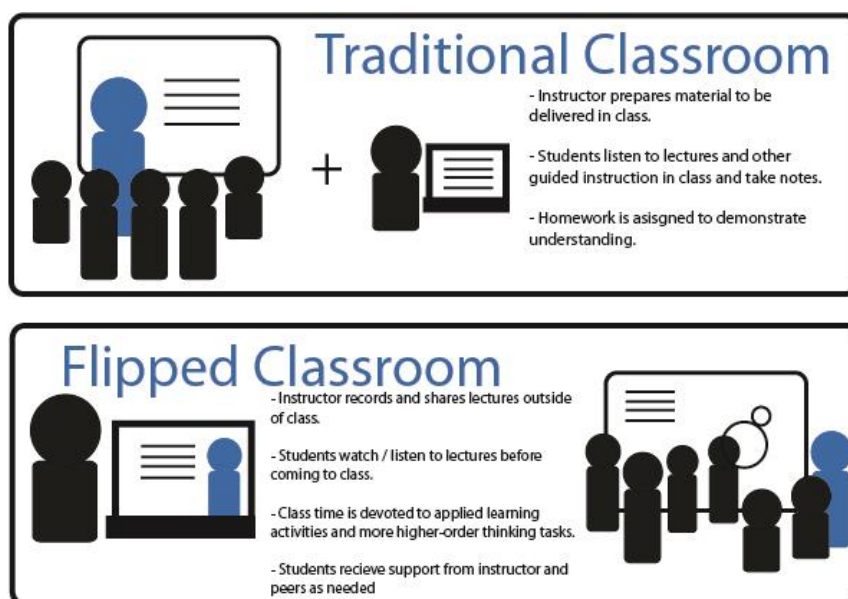 Traditional Classroom
- Instructor prepares material to be
delivered in class.
- Students listen to lectures and other
guided instruction in class and take notes.
- Homework is asisgned to demonstrate
understanding.
+
Flipped Classroom
- Instructor records and shares lectures outside
of class.
- Students watch / listen to lectures before
coming to class.
- Class time is devoted to applied learning
activities and more higher-order thinking tasks.
- Students recieve support from instructor and
peers as needed